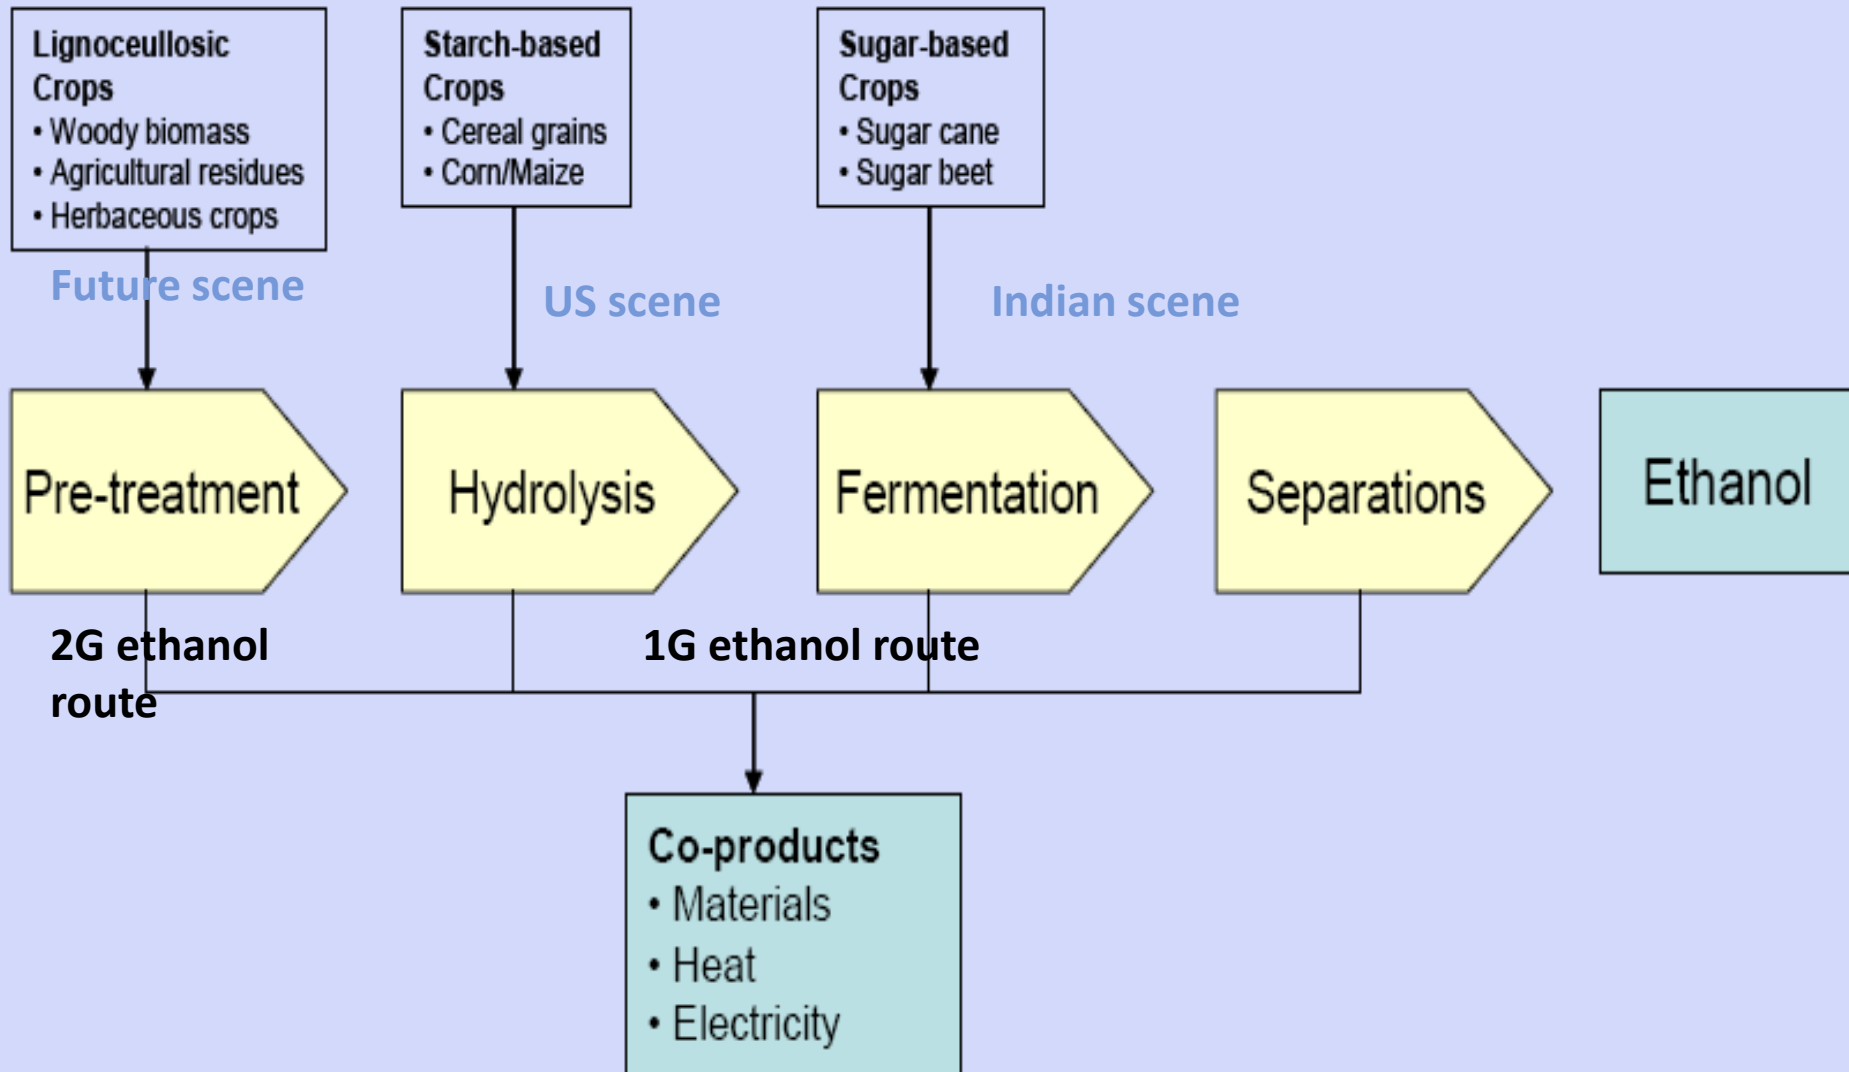 Lignoceullosic
Crops
• Woody biomass
• Agricultural residues
• Herbaceous crops
Starch-based
Crops
• Cereal grains
• Corn/Maize
Sugar-based
Crops
• Sugar cane
• Sugar beet
Future scene
US scene
Indian scene
Pre-treatment
Hydrolysis
Fermentation
Separations
Ethanol
2G ethanol
route
1G ethanol route
Co-products
• Materials
• Heat
• Electricity